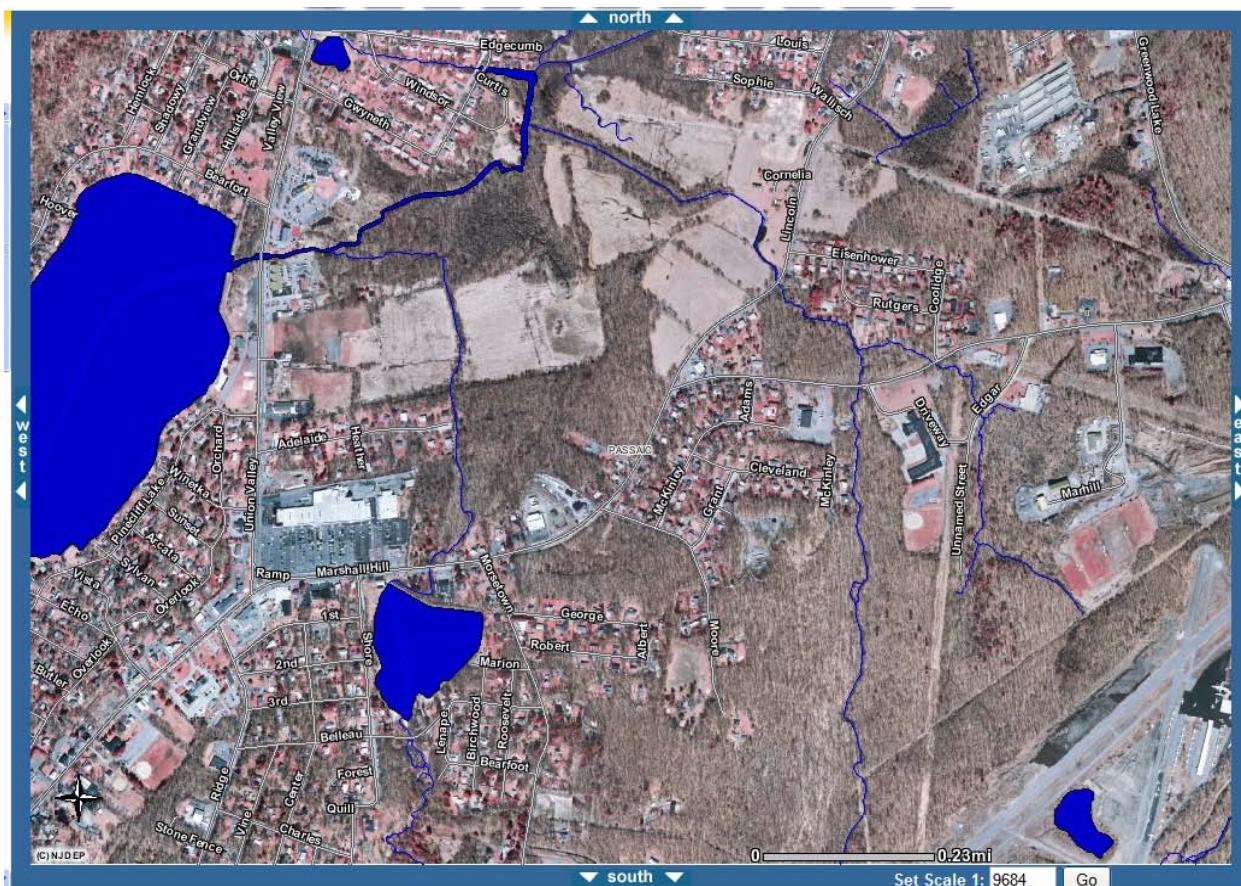 north
Edgecumb
Louis
Hemlock
Shadowy
Grandview
Orbit
Hillside
Valley View
Windsor
Curtis
Gwyneth
Sophie
Wallisch
Greenwood Lake
Bearfort
Hoover
Cornelia
Lincoln
Eisenhower
Rutgers
Coolidge
west
east
Orchard
Adelaide
Heather
Union Valley
Winetka
Pinecliff Lake
Sunset
Arcata
Sylvan
Overlook
Vista
Echo
Overlook
Butler
PASSAIC
Adams
McKinley
Cleveland
Grant
McKinley
Driveway
Edgar
Unnamed Street
Marhill
Ramp
Marshall Hill
Morsetown
1st
Shore
George
2nd
Robert
Albert
Moore
Marion
3rd
Lenape
Birchwood
Roosevelt
Belleau
Bearfoot
Ridge
Forest
Center
Vine
Quill
Charles
Stone Fence
(C) NJDEP
0 0.23mi
south
Set Scale 1: 9684 Go